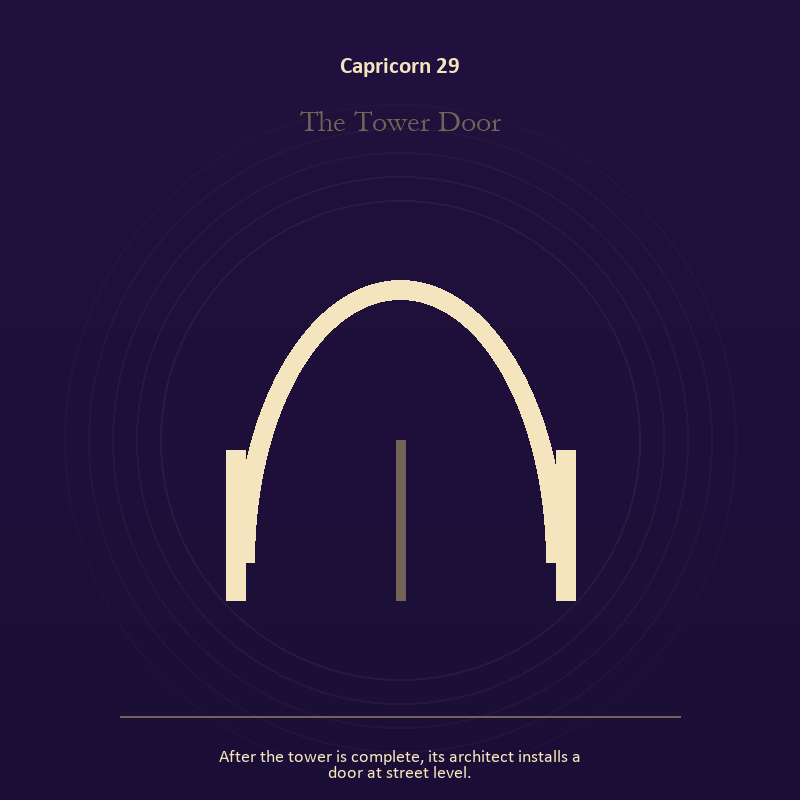 Capricorn 29
The Tower Door
After the tower is complete, its architect installs a
door at street level.